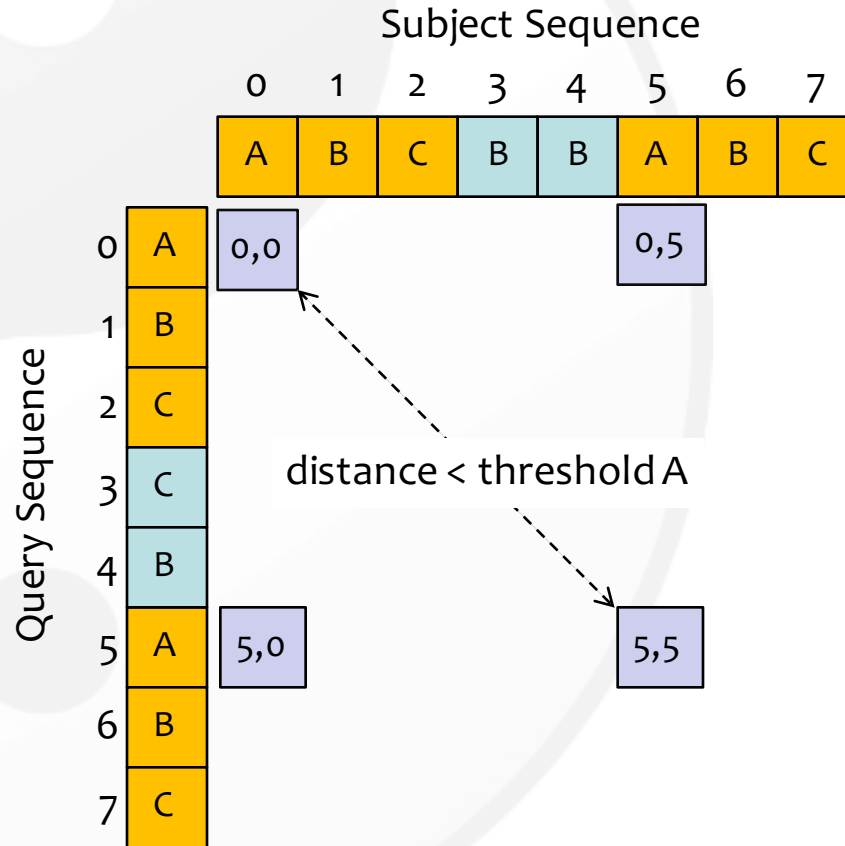 Subject Sequence
0 1 2 3 4 5 6 7
A B C B B A B C
Query Sequence
0 A 0,0 0,5
1 B
2 C
distance < threshold A
3 C
4 B
5 A 5,0 5,5
6 B
7 C